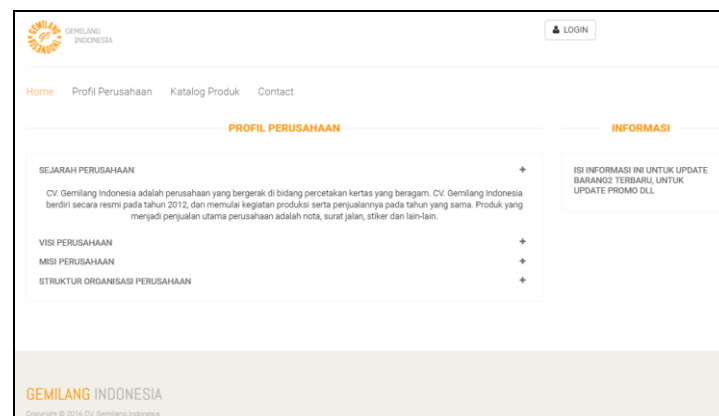 GEMILANG
INDONESIA
GEMILANG
INDONESIA
LOGIN
Home Profil Perusahaan Katalog Produk Contact
PROFIL PERUSAHAAN
INFORMASI
SEJARAH PERUSAHAAN +
CV. Gemilang Indonesia adalah perusahaan yang bergerak di bidang percetakan kertas yang beragam. CV. Gemilang Indonesia
berdiri secara resmi pada tahun 2012, dan memulai kegiatan produksi serta penjualannya pada tahun yang sama. Produk yang
menjadi penjualan utama perusahaan adalah nota, surat jalan, stiker dan lain-lain.
VISI PERUSAHAAN +
MISI PERUSAHAAN +
STRUKTUR ORGANISASI PERUSAHAAN +
ISI INFORMASI INI UNTUK UPDATE
BARANG2 TERBARU, UNTUK
UPDATE PROMO DLL
GEMILANG INDONESIA
Copyright © 2016 CV. Gemilang Indonesia